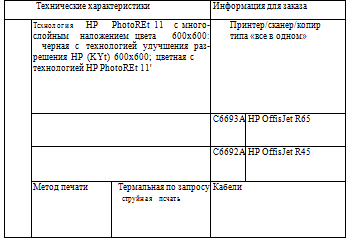 Технические характеристики
Информация для заказа
Технология HP PhotoREt 11 с много-
слойным наложением цвета 600х600:
черная с технологией улучшения раз-
решения HP (KYt) 600х600; цветная с
технологией HP PhotoREt 11'
Принтер/сканер/копир
типа «все в одном»
C6693A HP OffisJet R65
C6692A HP OffisJet R45
Метод печати
Термальная по запросу
струйная печать
Кабели